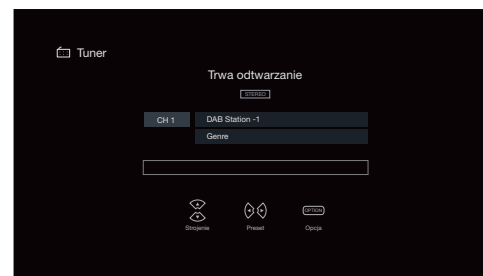 Tuner
Trwa odtwarzanie
STEREO
CH 1 DAB Station -1
Genre
OPTION
Strojenie Preset Opcja